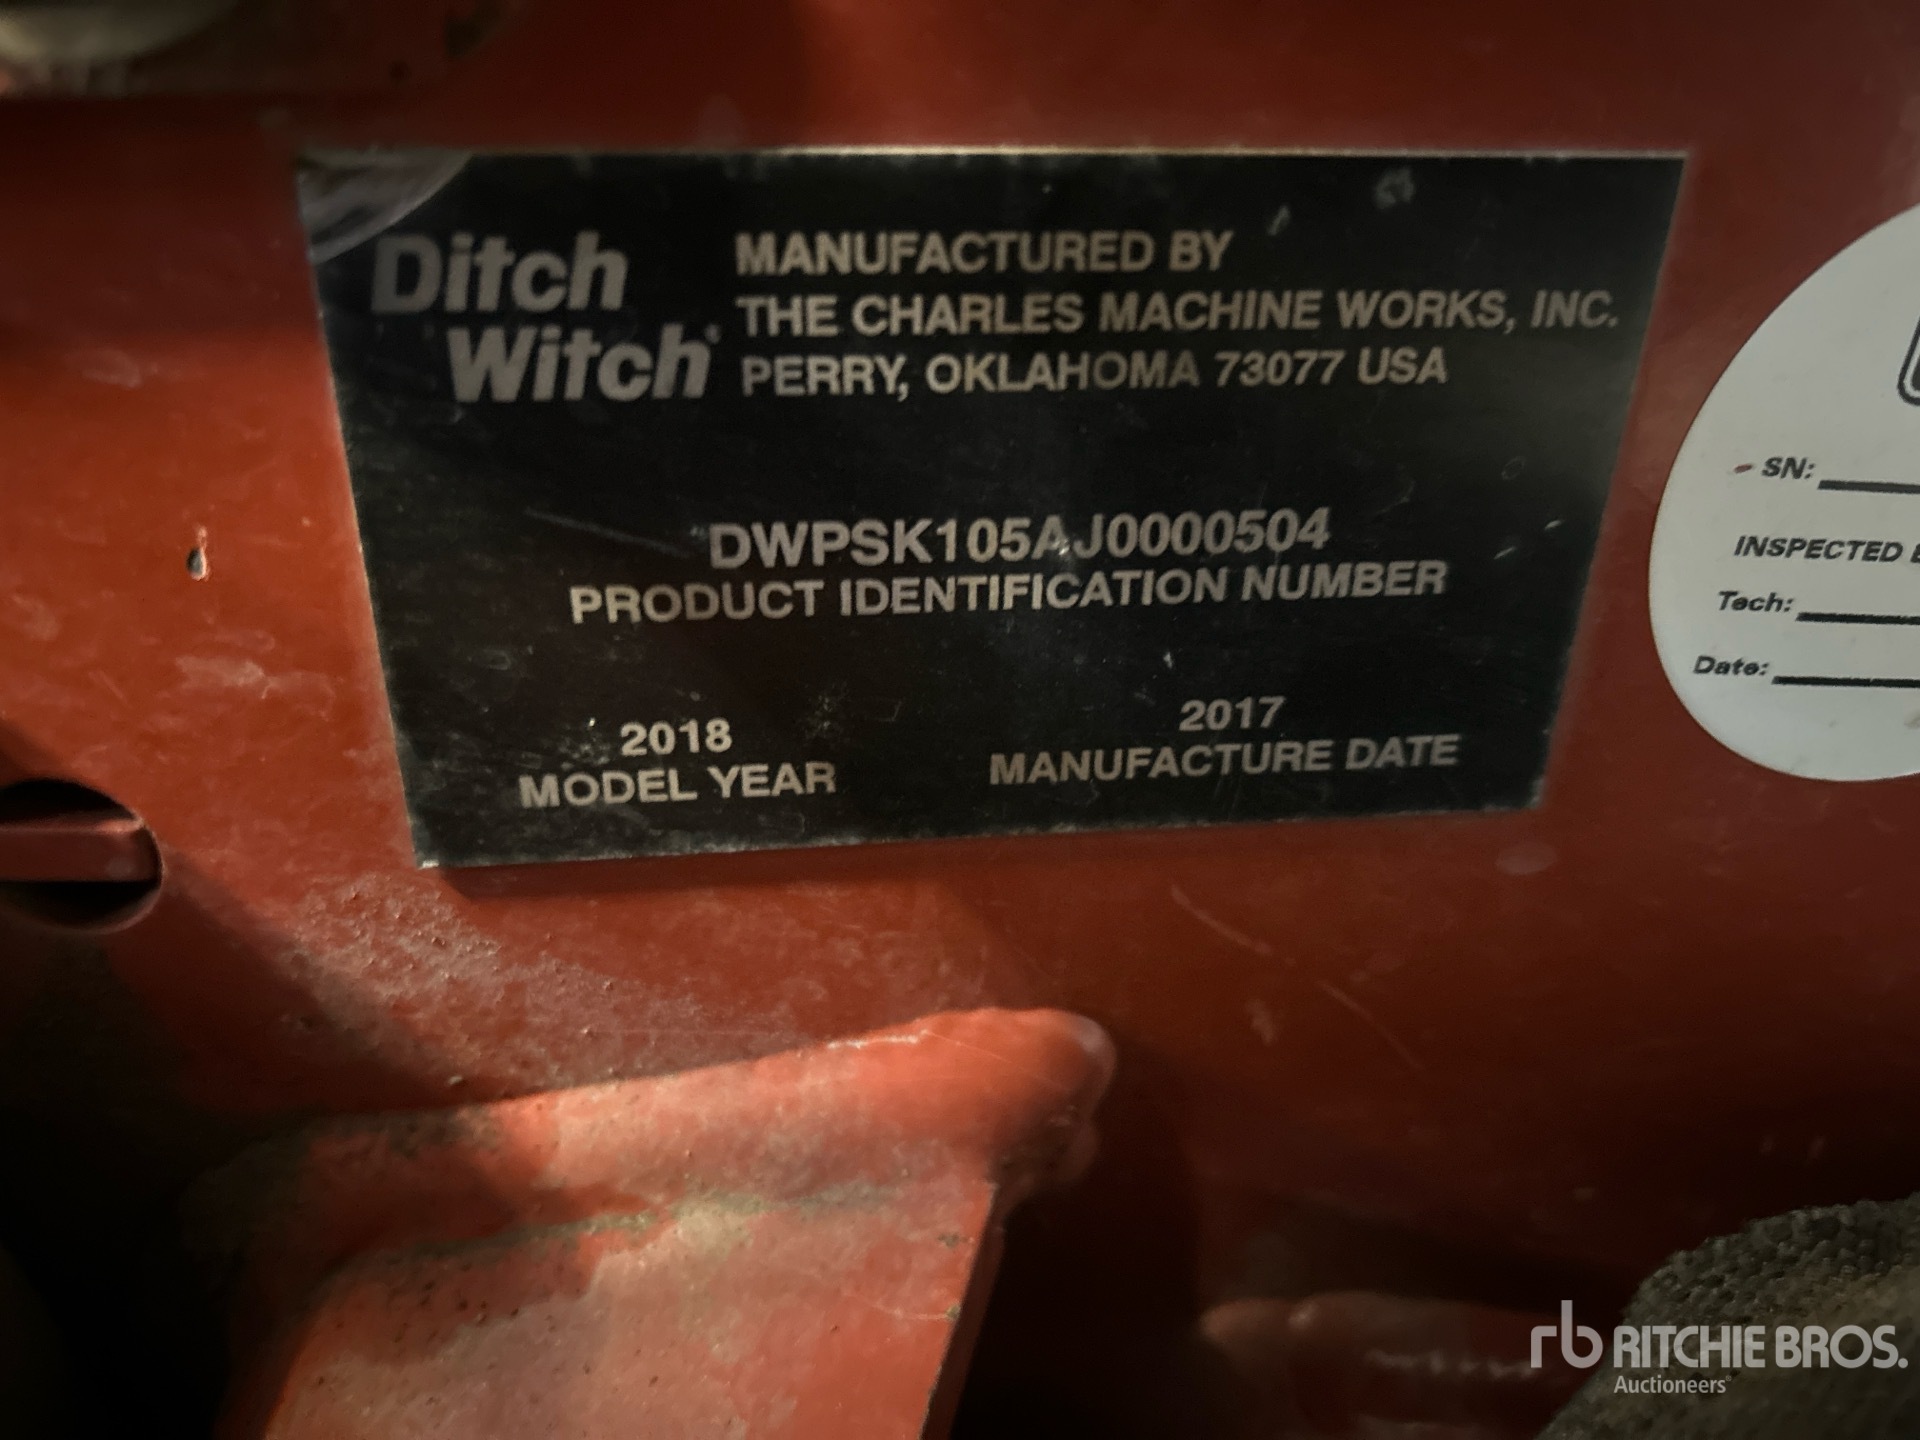 Ditch
Witch®
MANUFACTURED BY
THE CHARLES MACHINE WORKS, INC.
PERRY, OKLAHOMA 73077 USA
DWPSK105AJ0000504
PRODUCT IDENTIFICATION NUMBER
2018
MODEL YEAR
2017
MANUFACTURE DATE
SN:
INSPECTED
Tech:
Date:
rb RITCHIE BROS.
Auctioneers